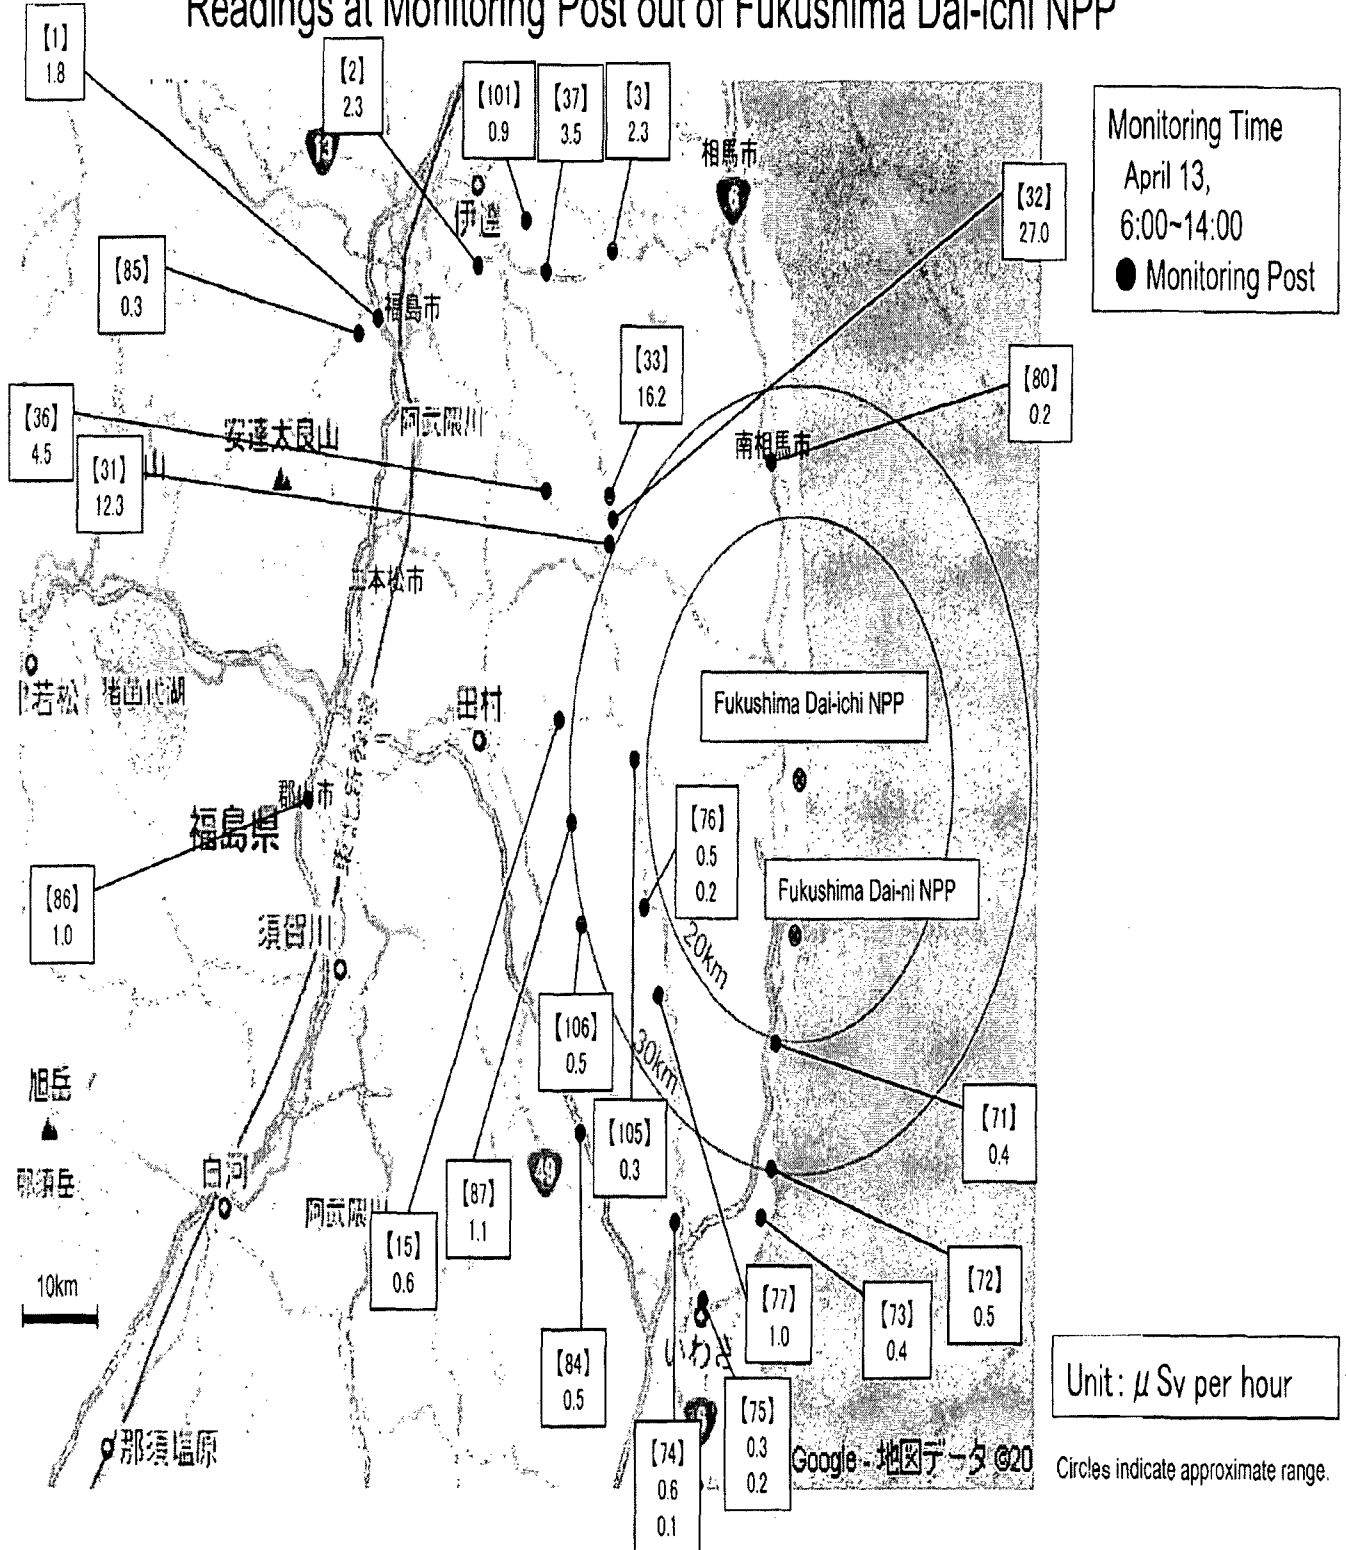 Readings at Monitoring Post out of Fukushima Dai-ichi NPP
【1】
1.8
【2】
2.3
【101】
0.9
【37】
3.5
【3】
2.3
Monitoring Time
April 13,
6:00~14:00
Monitoring Post
13
相馬市
6
【32】
27.0
伊達
【85】
0.3
福島市
【33】
16.2
【80】
0.2
【36】
4.5
安達太良山
阿武隈川
南相馬市
【31】
12.3
山
二本松市
若松
猪苗代湖
田村
Fukushima Dai-ichi NPP
郡山市
福島県
【76】
0.5
0.2
【86】
1.0
Fukushima Dai-ni NPP
須賀川
20km
【106】
0.5
30km
旭岳
【105】
0.3
【71】
0.4
那須岳
白河
49
阿武隈川
【87】
1.1
【15】
0.6
10km
【77】
1.0
【73】
0.4
【72】
0.5
いわき
【84】
0.5
【75】
0.3
0.2
Unit : μ Sv per hour
那須塩原
【74】
0.6
0.1
Google - 地図データ ©20
Circles indicate approximate range.